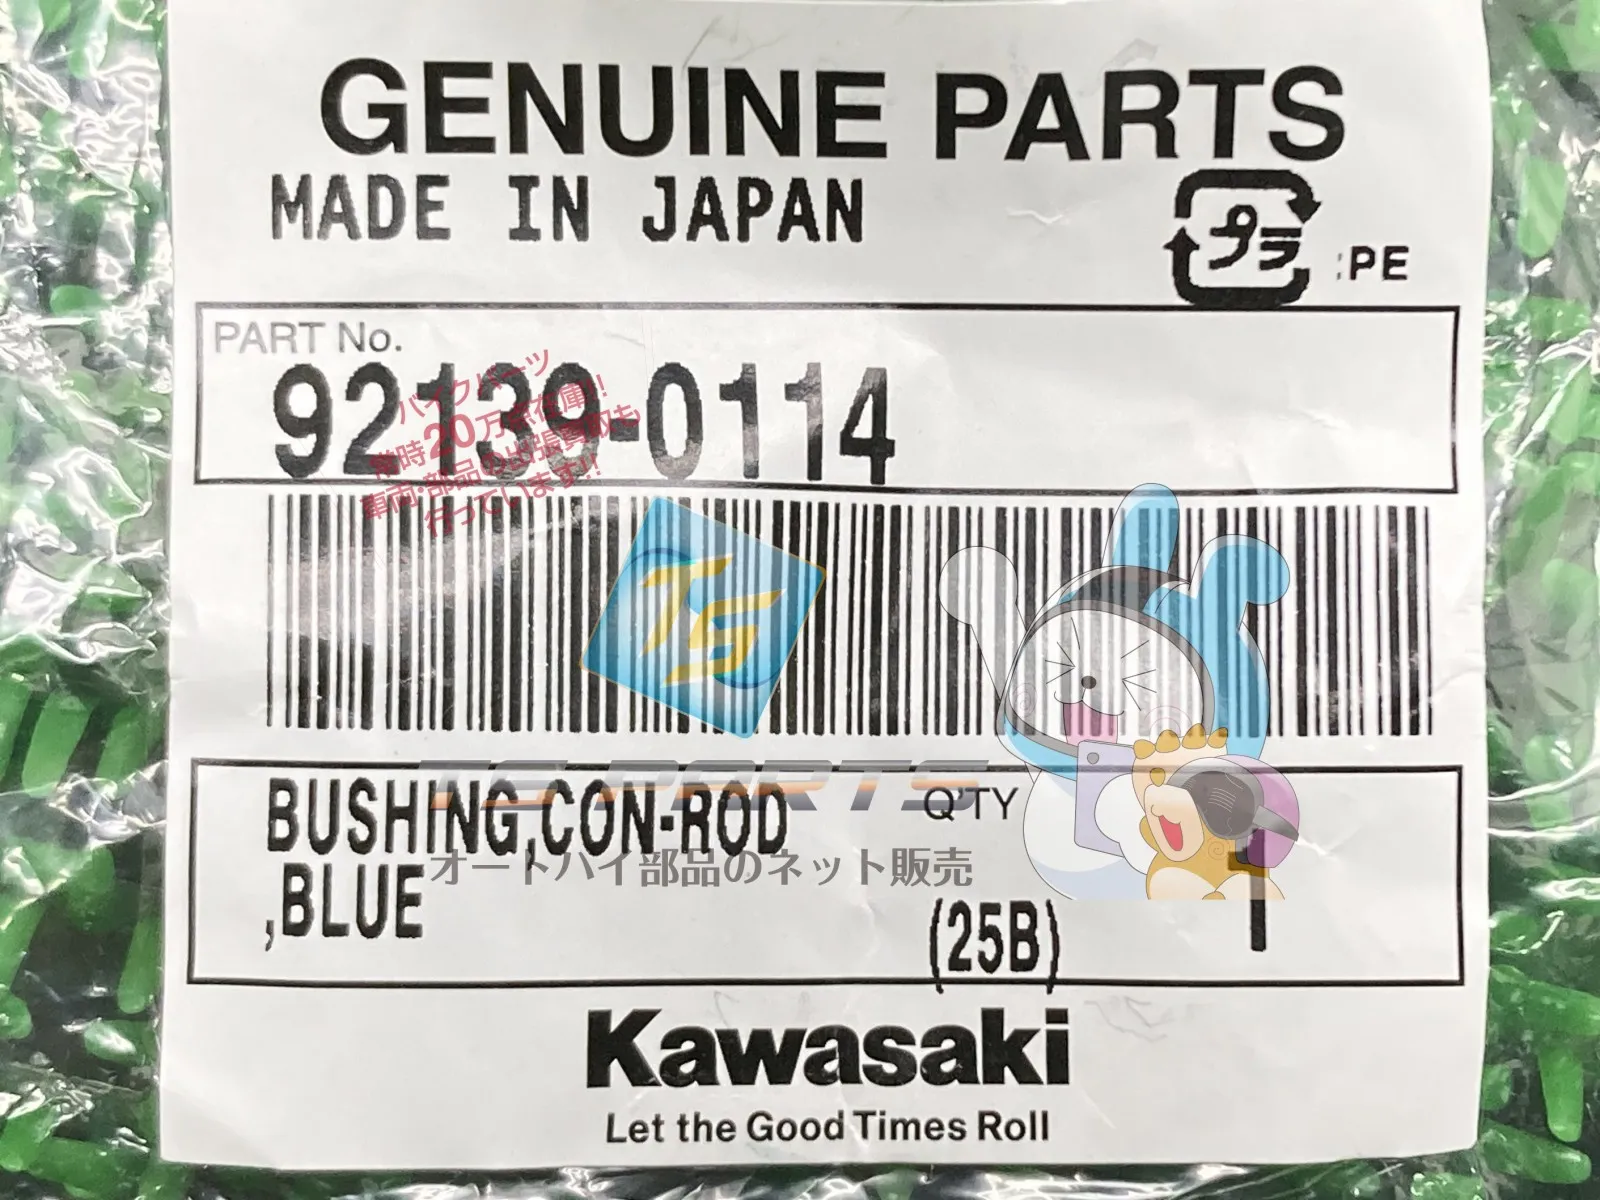 GENUINE PARTS
MADE IN JAPAN
プラ :PE
PART No.
92139-0114
バイクパーツ
常時20万点在庫!!
車両・部品の出張買取も
行っています!!
TS
TS PARTS
BUSHING,CON-ROD Q'TY
オートバイ部品のネット販売
,BLUE 1
(25B)
Kawasaki
Let the Good Times Roll